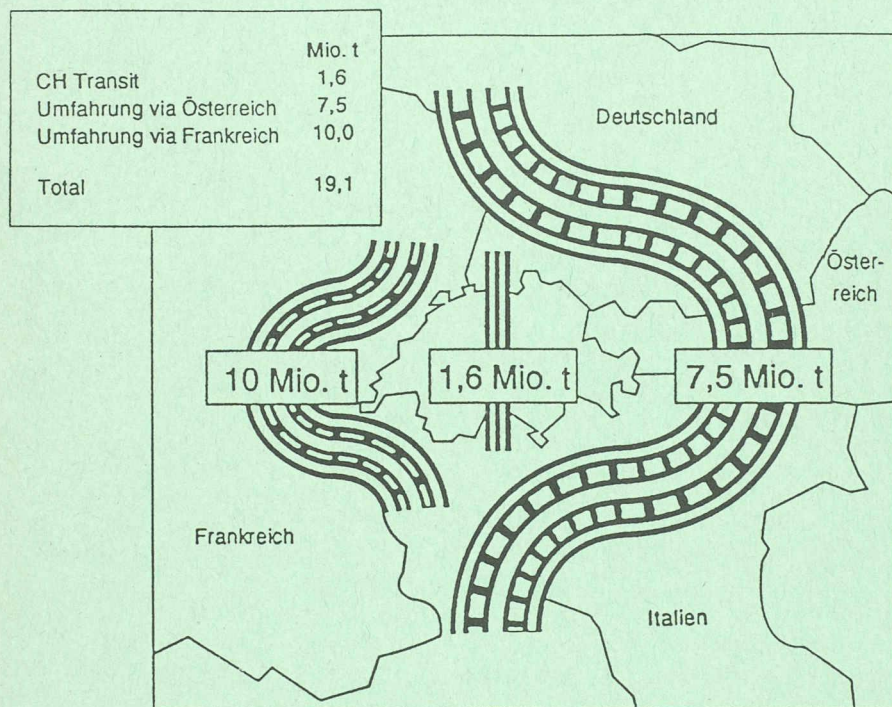 Mio. t
CH Transit 1,6
Umfahrung via Österreich 7,5
Umfahrung via Frankreich 10,0
Total 19,1
Deutschland
Öster-
reich
10 Mio. t
1,6 Mio. t
7,5 Mio. t
Frankreich
Italien